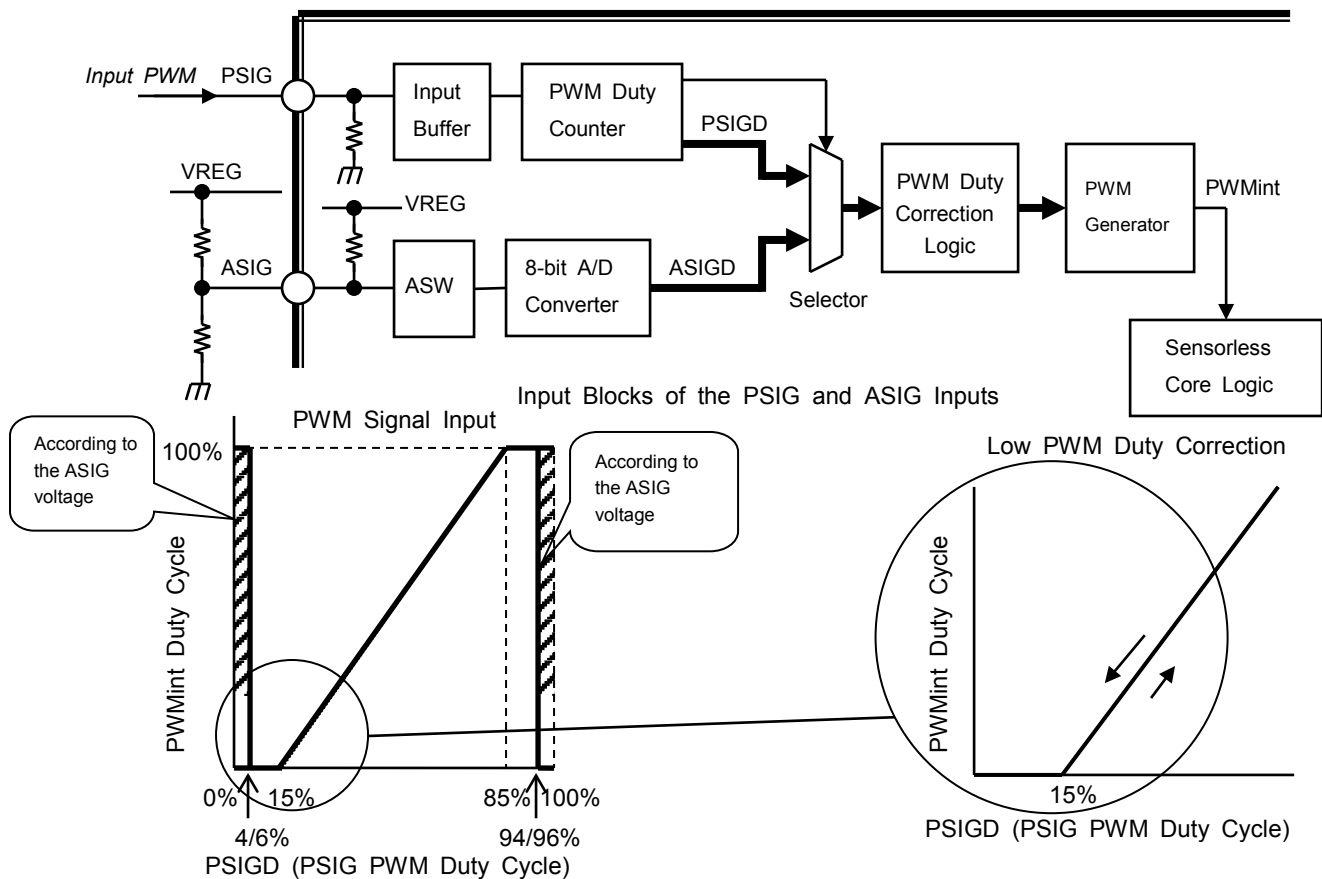 Input PWM
PSIG
Input
Buffer
PWM Duty
Counter
PSIGD
VREG
VREG
ASIG
ASW
8-bit A/D
Converter
ASIGD
Selector
PWM Duty
Correction
Logic
PWM
Generator
PWMint
Sensorless
Core Logic
Input Blocks of the PSIG and ASIG Inputs
According to
the ASIG
voltage
PWM Signal Input
100%
PWMint Duty Cycle
According to
the ASIG
voltage
0%
15%
85%
100%
4/6%
94/96%
PSIGD (PSIG PWM Duty Cycle)
Low PWM Duty Correction
PWMint Duty Cycle
15%
PSIGD (PSIG PWM Duty Cycle)